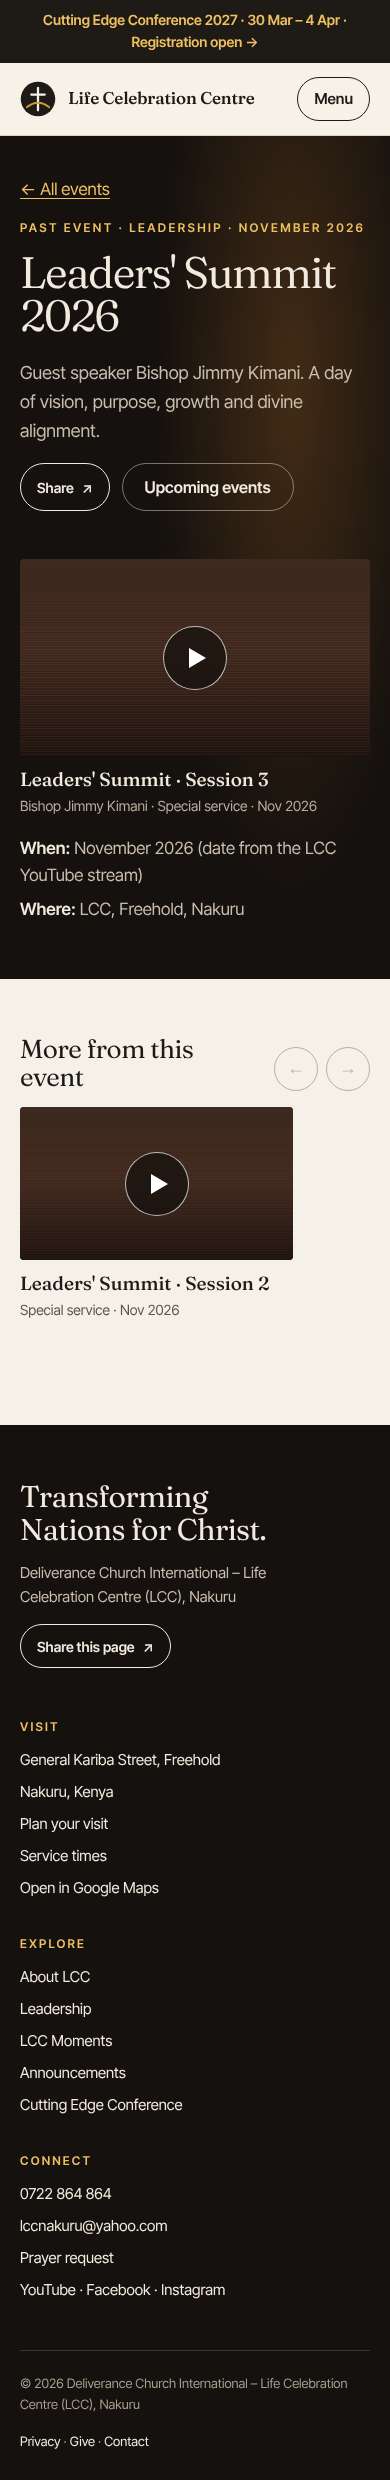 Cutting Edge Conference 2027 · 30 Mar – 4 Apr ·
Registration open →
Life Celebration Centre
Menu
← All events
PAST EVENT · LEADERSHIP · NOVEMBER 2026
Leaders' Summit
2026
Guest speaker Bishop Jimmy Kimani. A day
of vision, purpose, growth and divine
alignment.
Share ↗
Upcoming events
Leaders' Summit · Session 3
Bishop Jimmy Kimani · Special service · Nov 2026
When: November 2026 (date from the LCC
YouTube stream)
Where: LCC, Freehold, Nakuru
More from this
event
← →
Leaders' Summit · Session 2
Special service · Nov 2026
Transforming
Nations for Christ.
Deliverance Church International – Life
Celebration Centre (LCC), Nakuru
Share this page ↗
VISIT
General Kariba Street, Freehold
Nakuru, Kenya
Plan your visit
Service times
Open in Google Maps
EXPLORE
About LCC
Leadership
LCC Moments
Announcements
Cutting Edge Conference
CONNECT
0722 864 864
lccnakuru@yahoo.com
Prayer request
YouTube · Facebook · Instagram
© 2026 Deliverance Church International – Life Celebration
Centre (LCC), Nakuru
Privacy · Give · Contact